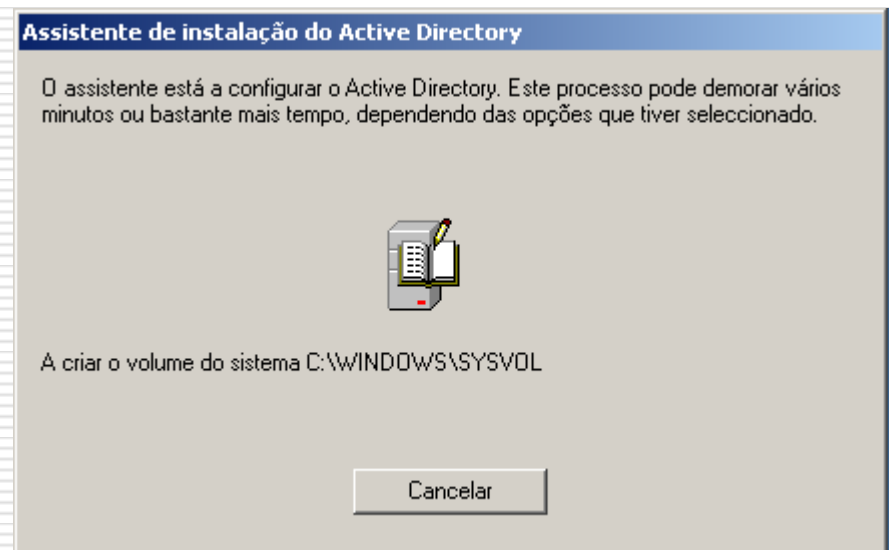 Assistente de instalação do Active Directory
O assistente está a configurar o Active Directory. Este processo pode demorar vários
minutos ou bastante mais tempo, dependendo das opções que tiver seleccionado.
A criar o volume do sistema C:\WINDOWS\SYSVOL
Cancelar